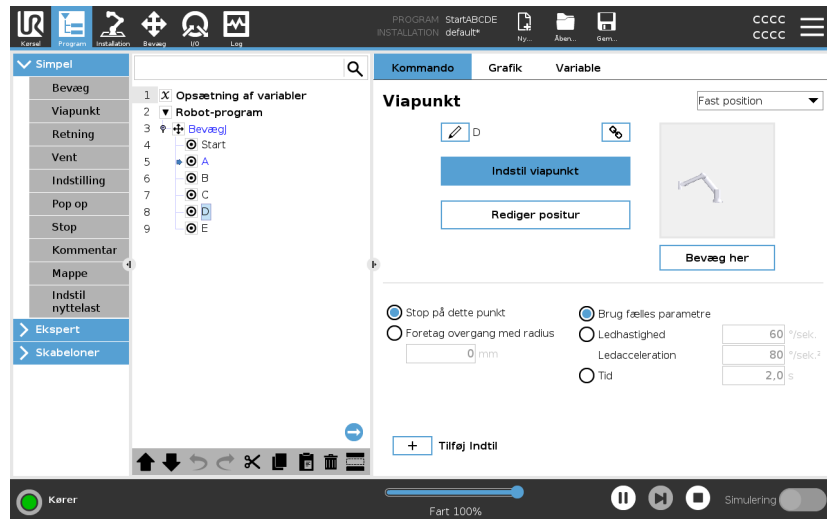 UR
Kørsel Program Installation Bevæg I/O Log
PROGRAM StartABCDE
INSTALLATION default*
Ny... Åben... Gem...
CCCC
CCCC
Simpel
Bevæg
Viapunkt
Retning
Vent
Indstilling
Pop op
Stop
Kommentar
Mappe
Indstil
nyttelast
Ekspert
Skabeloner
1 X Opsætning af variabler
2 Robot-program
3 BevægJ
4 Start
5 A
6 B
7 C
8 D
9 E
Kommando Grafik Variable
Viapunkt
Fast position
D
Indstil viapunkt
Rediger positur
Bevæg her
Stop på dette punkt
Foretag overgang med radius
0 mm
Brug fælles parametre
Ledhastighed 60 °/sek.
Ledacceleration 80 °/sek.²
Tid 2,0 s
+ Tilføj Indtil
Kører
Fart 100%
Simulering